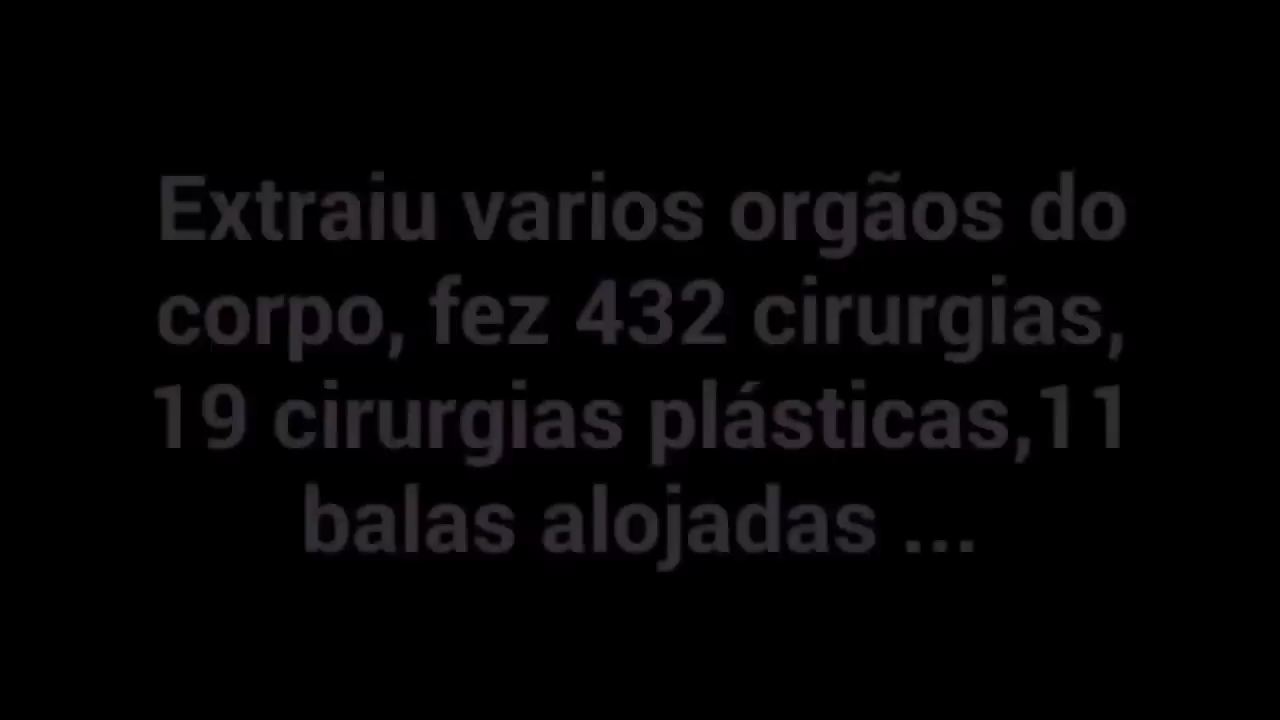 Extraiu varios orgãos do
corpo, fez 432 cirurgias,
19 cirurgias plásticas,11
balas alojadas ...